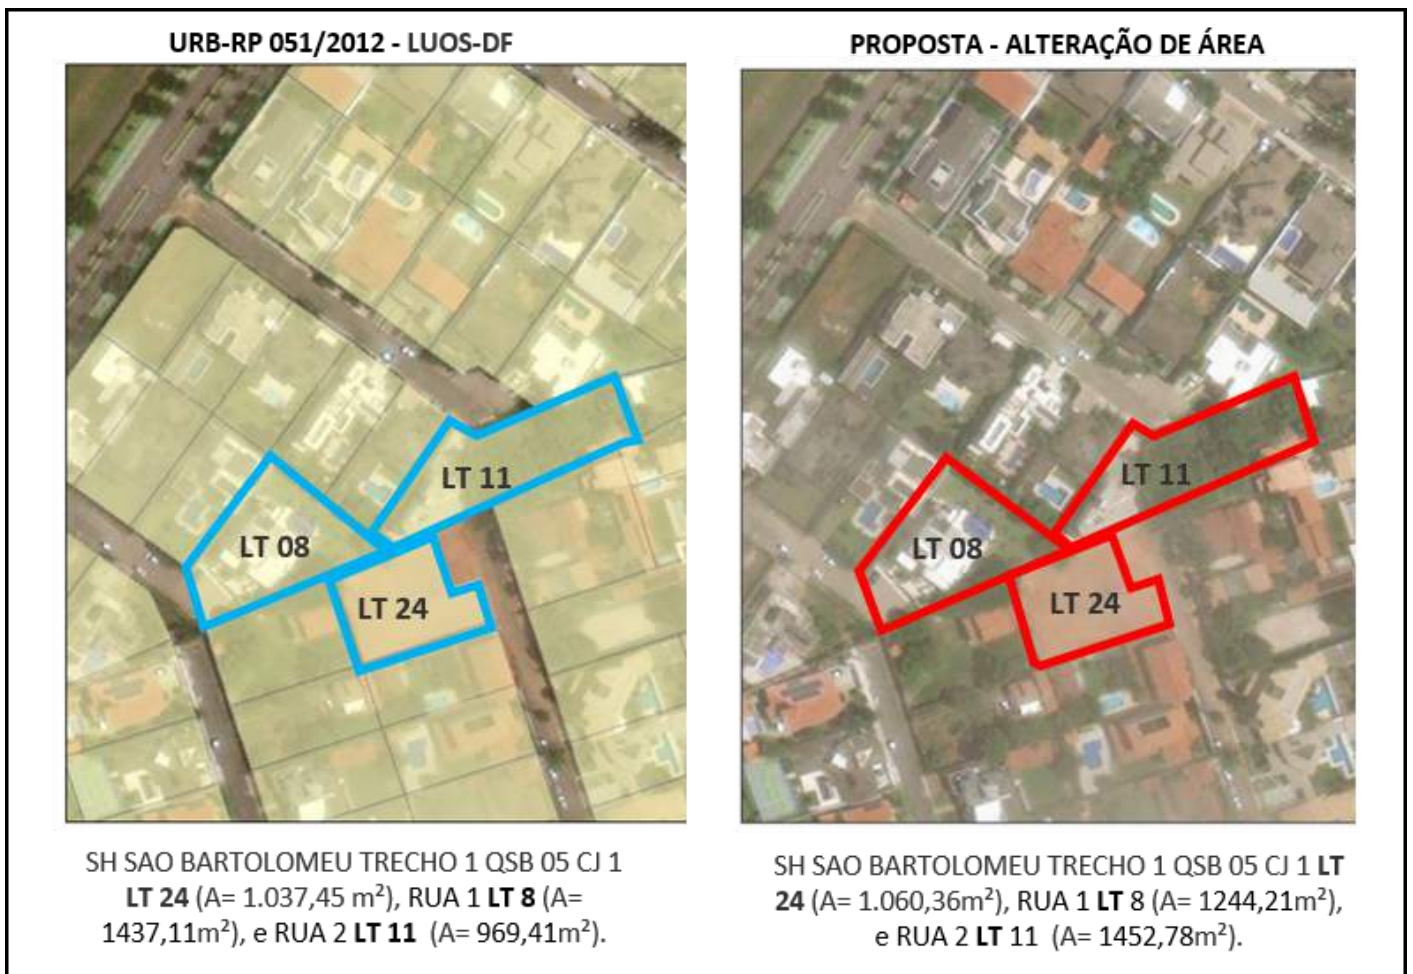 URB-RP 051/2012 - LUOS-DF
LT 11
LT 08
LT 24
SH SAO BARTOLOMEU TRECHO 1 QSB 05 CJ 1
LT 24 (A= 1.037,45 m²), RUA 1 LT 8 (A=
1437,11m²), e RUA 2 LT 11 (A= 969,41m²).
PROPOSTA - ALTERAÇÃO DE ÁREA
LT 11
LT 08
LT 24
SH SAO BARTOLOMEU TRECHO 1 QSB 05 CJ 1 LT
24 (A= 1.060,36m²), RUA 1 LT 8 (A= 1244,21m²),
e RUA 2 LT 11 (A= 1452,78m²).